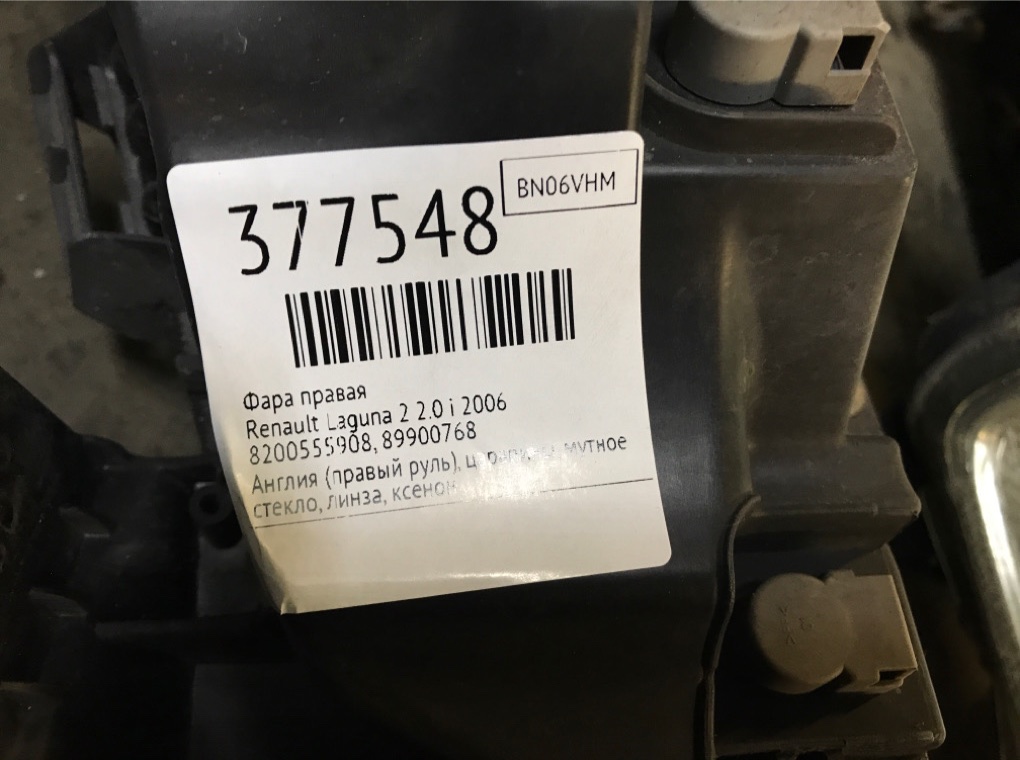 377548
BN06VHM
Фара правая
Renault Laguna 2 2.0 i 2006
8200555908, 89900768
Англия (правый руль), мутное
стекло, линза, ксенон